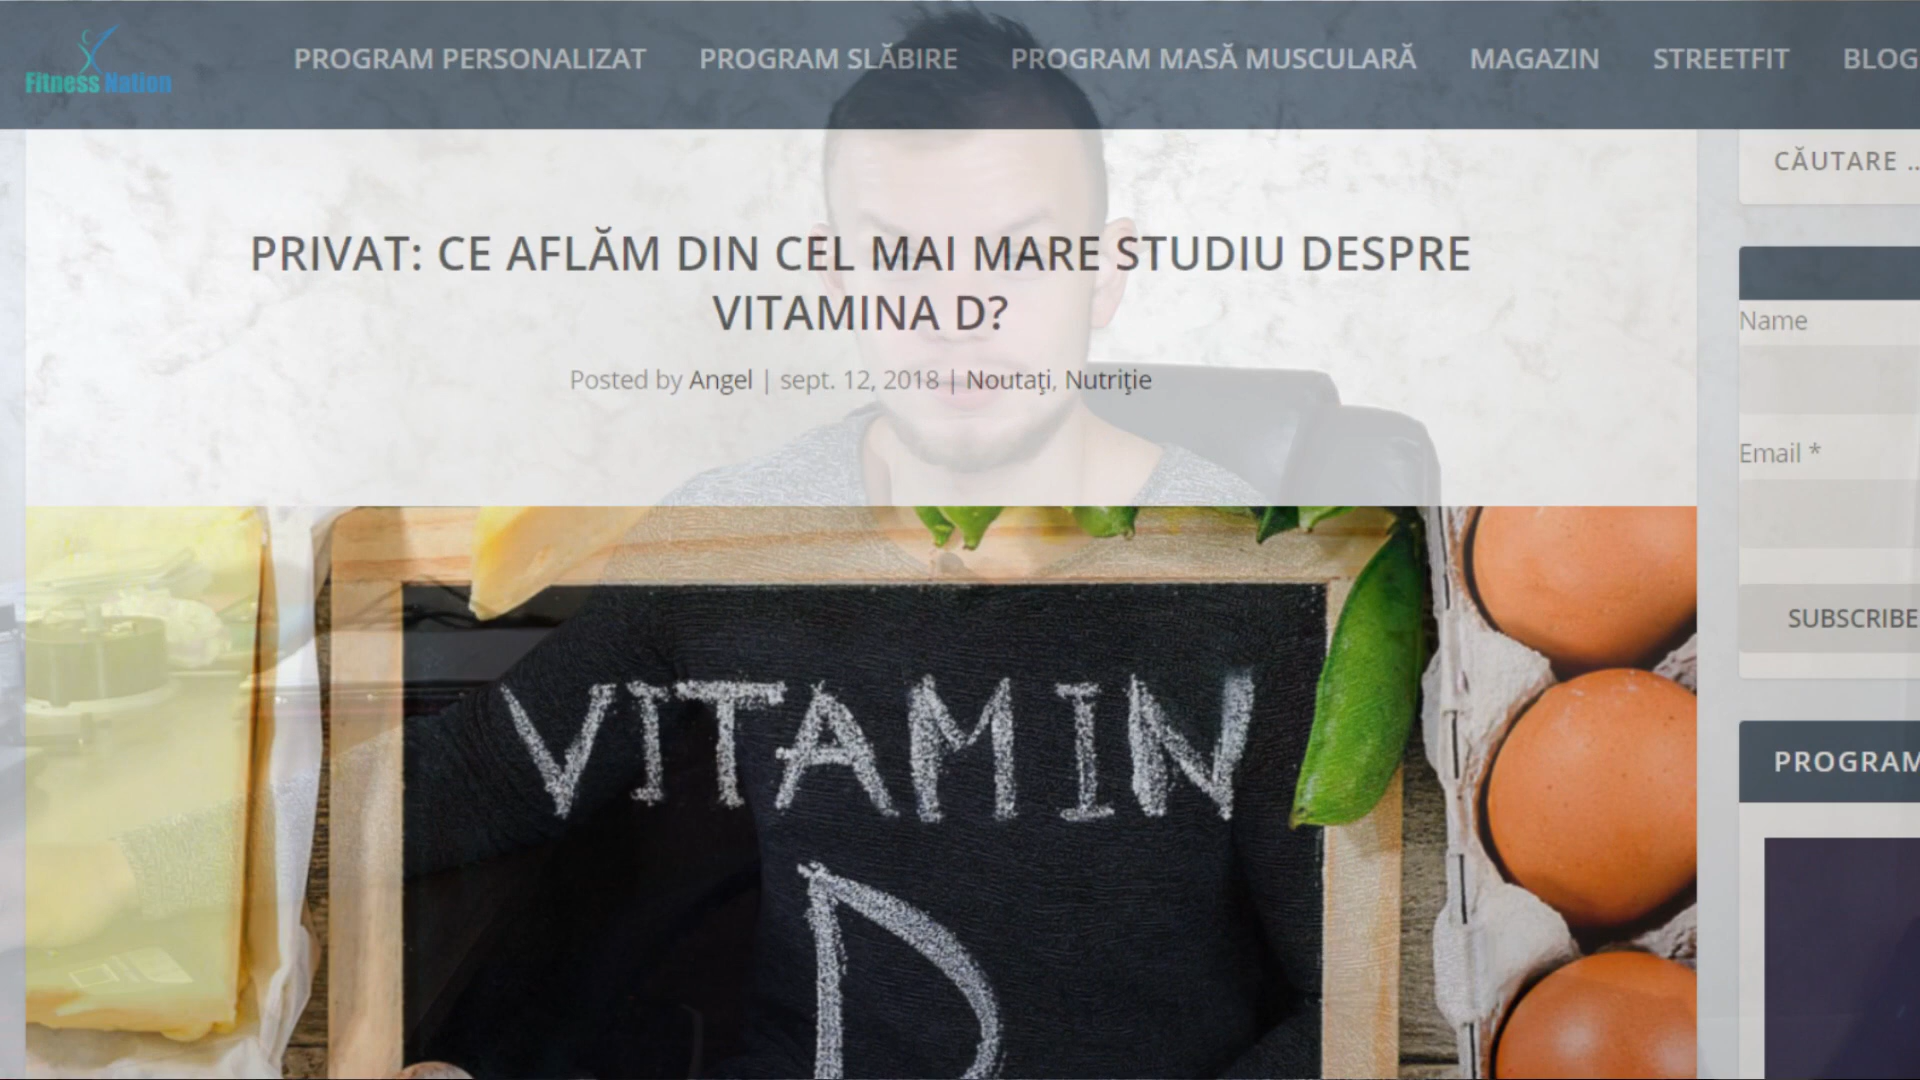 Fitness Nation
PROGRAM PERSONALIZAT
PROGRAM SLĂBIRE
PROGRAM MASĂ MUSCULARĂ
MAGAZIN
STREETFIT
BLOG
CĂUTARE ...
PRIVAT: CE AFLĂM DIN CEL MAI MARE STUDIU DESPRE
VITAMINA D?
Posted by Angel | sept. 12, 2018 | Noutați, Nutriție
Name
Email *
SUBSCRIBE
PROGRAM
VITAMIN
D